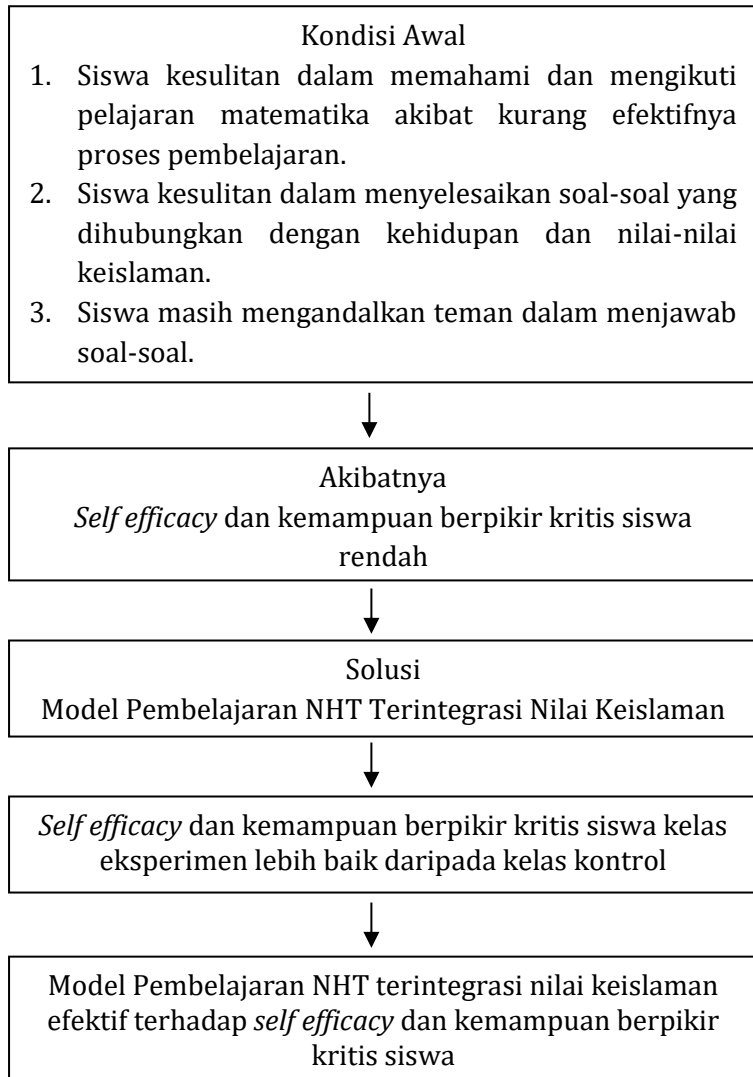 Kondisi Awal
1. Siswa kesulitan dalam memahami dan mengikuti
pelajaran matematika akibat kurang efektifnya
proses pembelajaran.
2. Siswa kesulitan dalam menyelesaikan soal-soal yang
dihubungkan dengan kehidupan dan nilai-nilai
keislaman.
3. Siswa masih mengandalkan teman dalam menjawab
soal-soal.
Akibatnya
Self efficacy dan kemampuan berpikir kritis siswa
rendah
Solusi
Model Pembelajaran NHT Terintegrasi Nilai Keislaman
Self efficacy dan kemampuan berpikir kritis siswa kelas
eksperimen lebih baik daripada kelas kontrol
Model Pembelajaran NHT terintegrasi nilai keislaman
efektif terhadap self efficacy dan kemampuan berpikir
kritis siswa